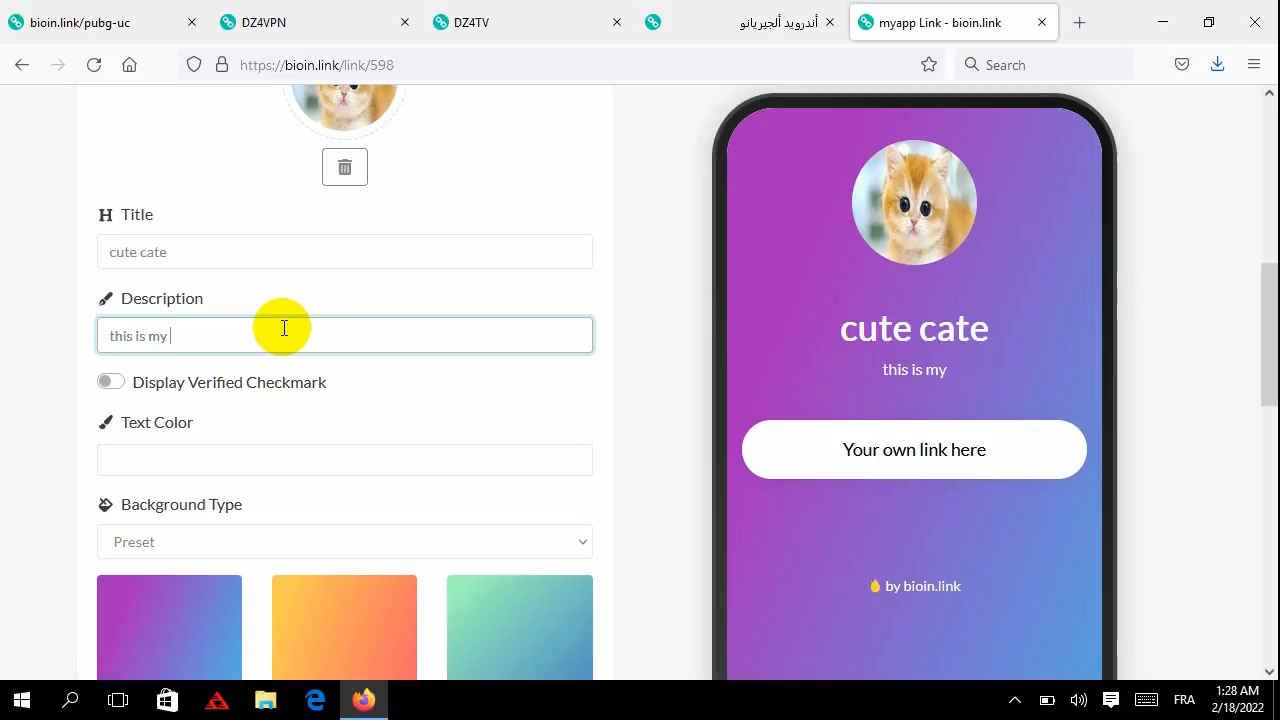 bioin.link/pubg-uc
DZ4VPN
DZ4TV
أندرويد ألجيريانو
myapp Link - bioin.link
https://bioin.link/link/598
Search
Title
cute cate
Description
this is my
Display Verified Checkmark
Text Color
Background Type
Preset
cute cate
this is my
Your own link here
by bioin.link
FRA
1:28 AM
2/18/2022